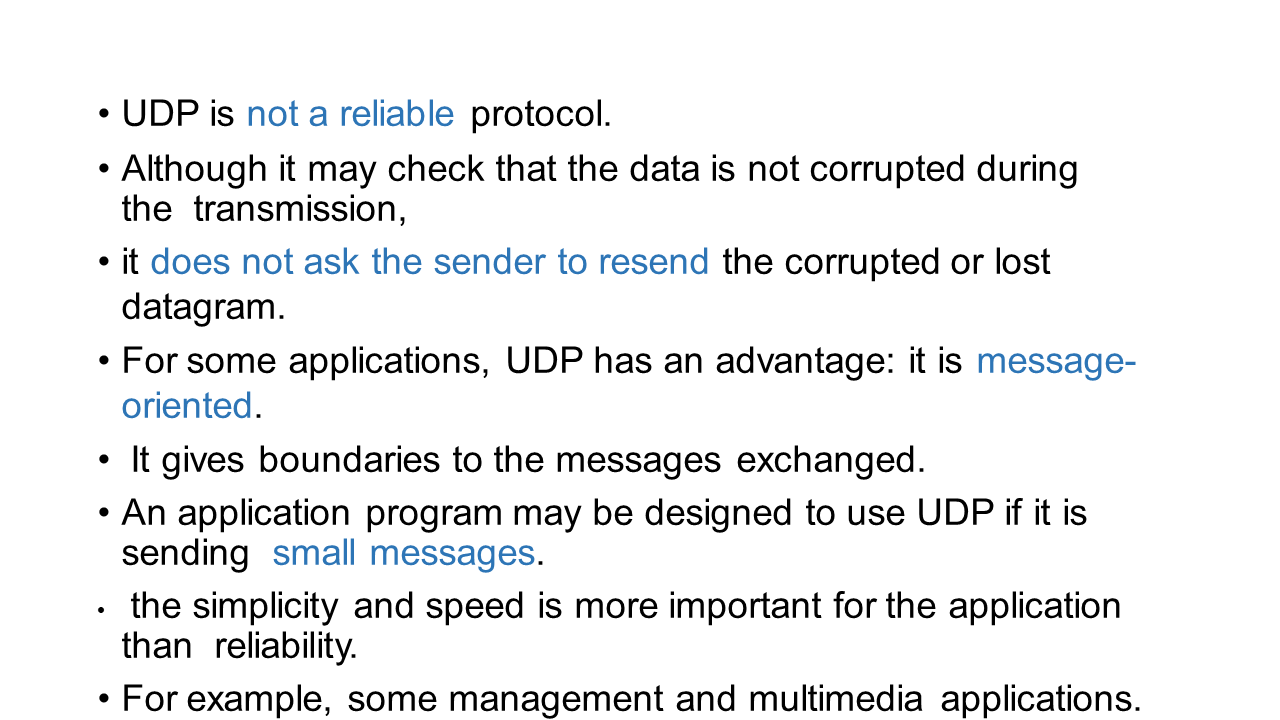 • UDP is not a reliable protocol.
• Although it may check that the data is not corrupted during
the transmission,
• it does not ask the sender to resend the corrupted or lost
datagram.
• For some applications, UDP has an advantage: it is message-
oriented.
• It gives boundaries to the messages exchanged.
• An application program may be designed to use UDP if it is
sending small messages.
• the simplicity and speed is more important for the application
than reliability.
• For example, some management and multimedia applications.